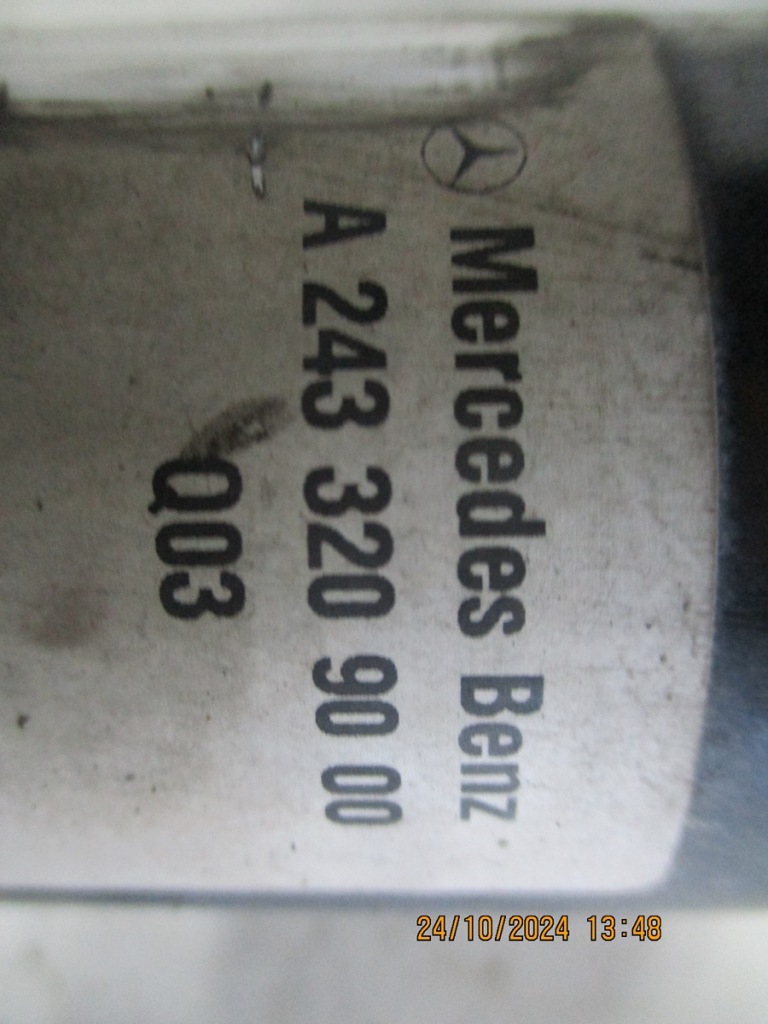 Mercedes Benz
A 243 320 90 00
Q03
24/10/2024 13:48